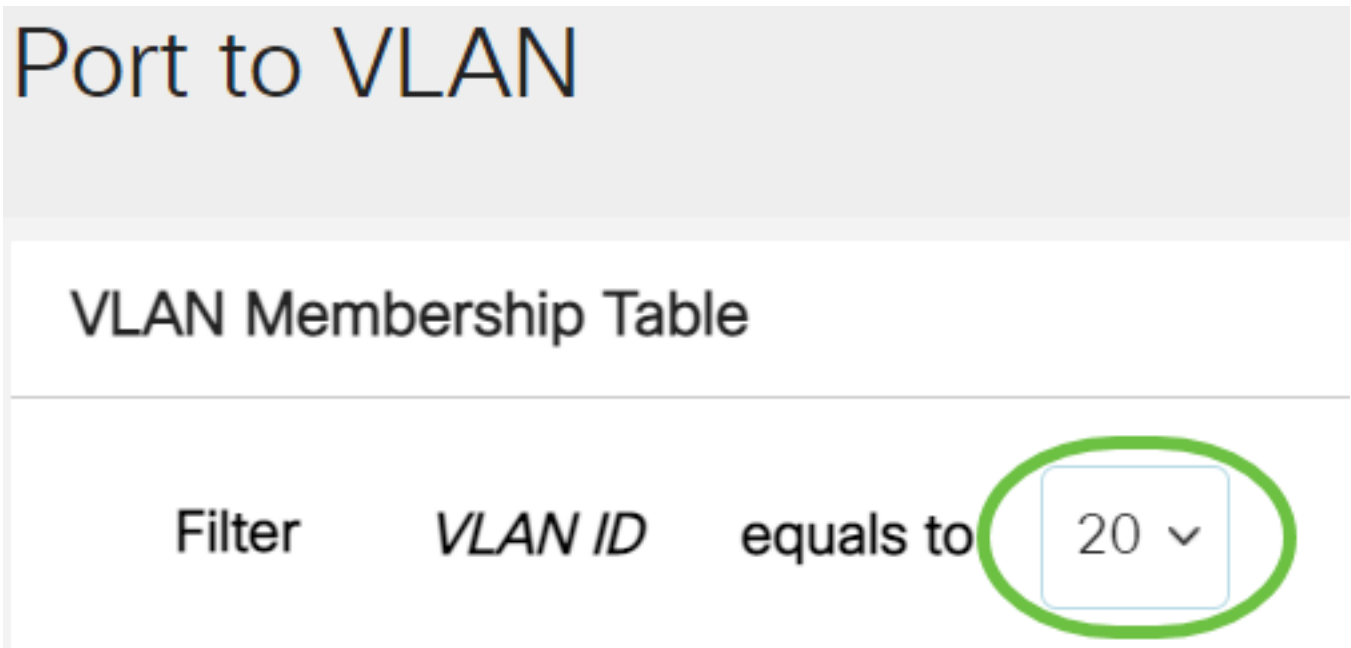 Port to VLAN
VLAN Membership Table
Filter VLAN ID equals to 20